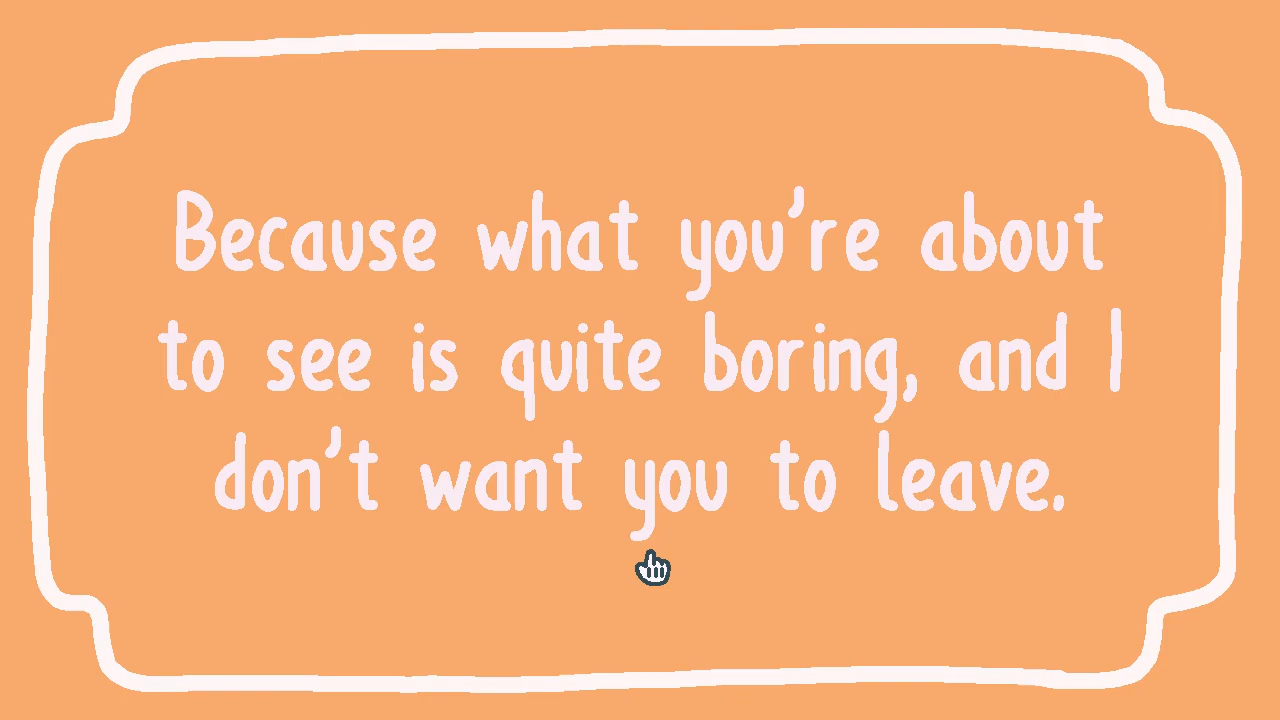 Because what you're about
to see is quite boring, and I
don't want you to leave.